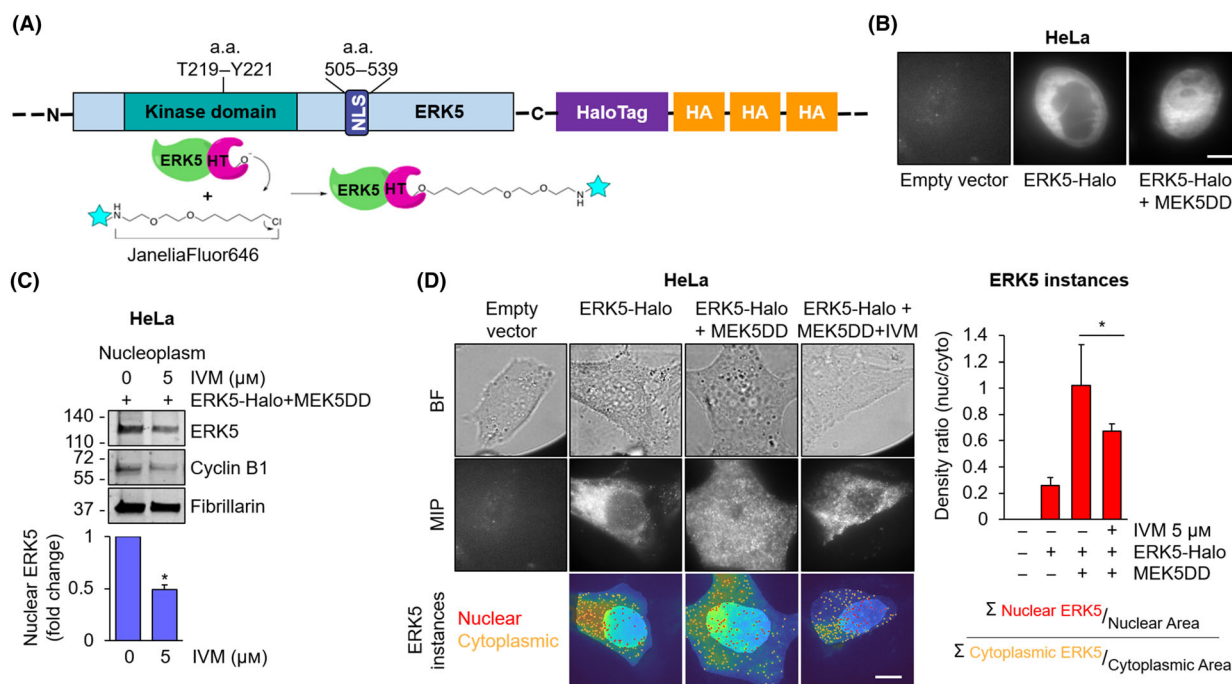 (A)
a.a.
T219–Y221
a.a.
505–539
N
Kinase domain
NLS
ERK5
C
HaloTag
HA
HA
HA
ERK5
HT
O⁻
+
ERK5
HT
O
O
O
N
H
H
N
O
O
Cl
JaneliaFluor646
(B)
HeLa
Empty vector
ERK5-Halo
ERK5-Halo
+ MEK5DD
(C)
HeLa
Nucleoplasm
0 5 IVM (μM)
+ + ERK5-Halo+MEK5DD
140 -
110 -
ERK5
72 -
55 -
Cyclin B1
37 -
Fibrillarin
Nuclear ERK5
(fold change)
1
0.5
0
*
0 5 IVM (μM)
(D)
HeLa
Empty
vector
ERK5-Halo
ERK5-Halo
+ MEK5DD
ERK5-Halo +
MEK5DD+IVM
BF
MIP
ERK5
instances
Nuclear
Cytoplasmic
ERK5 instances
Density ratio (nuc/cyto)
1.4
1.2
1
0.8
0.6
0.4
0.2
0
*
+ IVM 5 μM
– + + + ERK5-Halo
– – + + MEK5DD
Σ Nuclear ERK5/Nuclear Area
Σ Cytoplasmic ERK5/Cytoplasmic Area